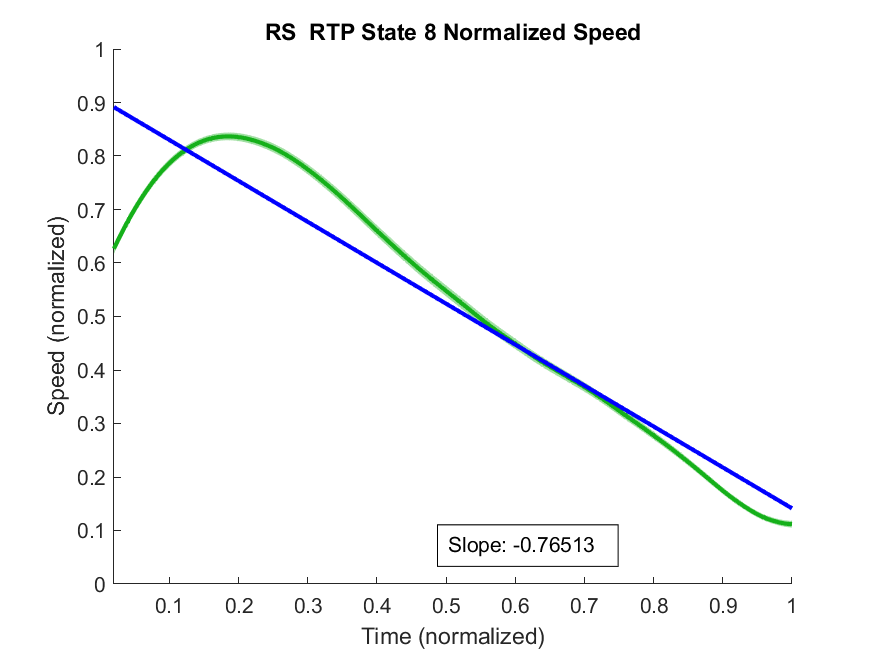 RS  RTP State 8 Normalized Speed
1
0.9
0.8
0.7
0.6
0.5
0.4
0.3
0.2
0.1
0
Speed (normalized)
Slope: -0.76513
0.1 0.2 0.3 0.4 0.5 0.6 0.7 0.8 0.9 1
Time (normalized)